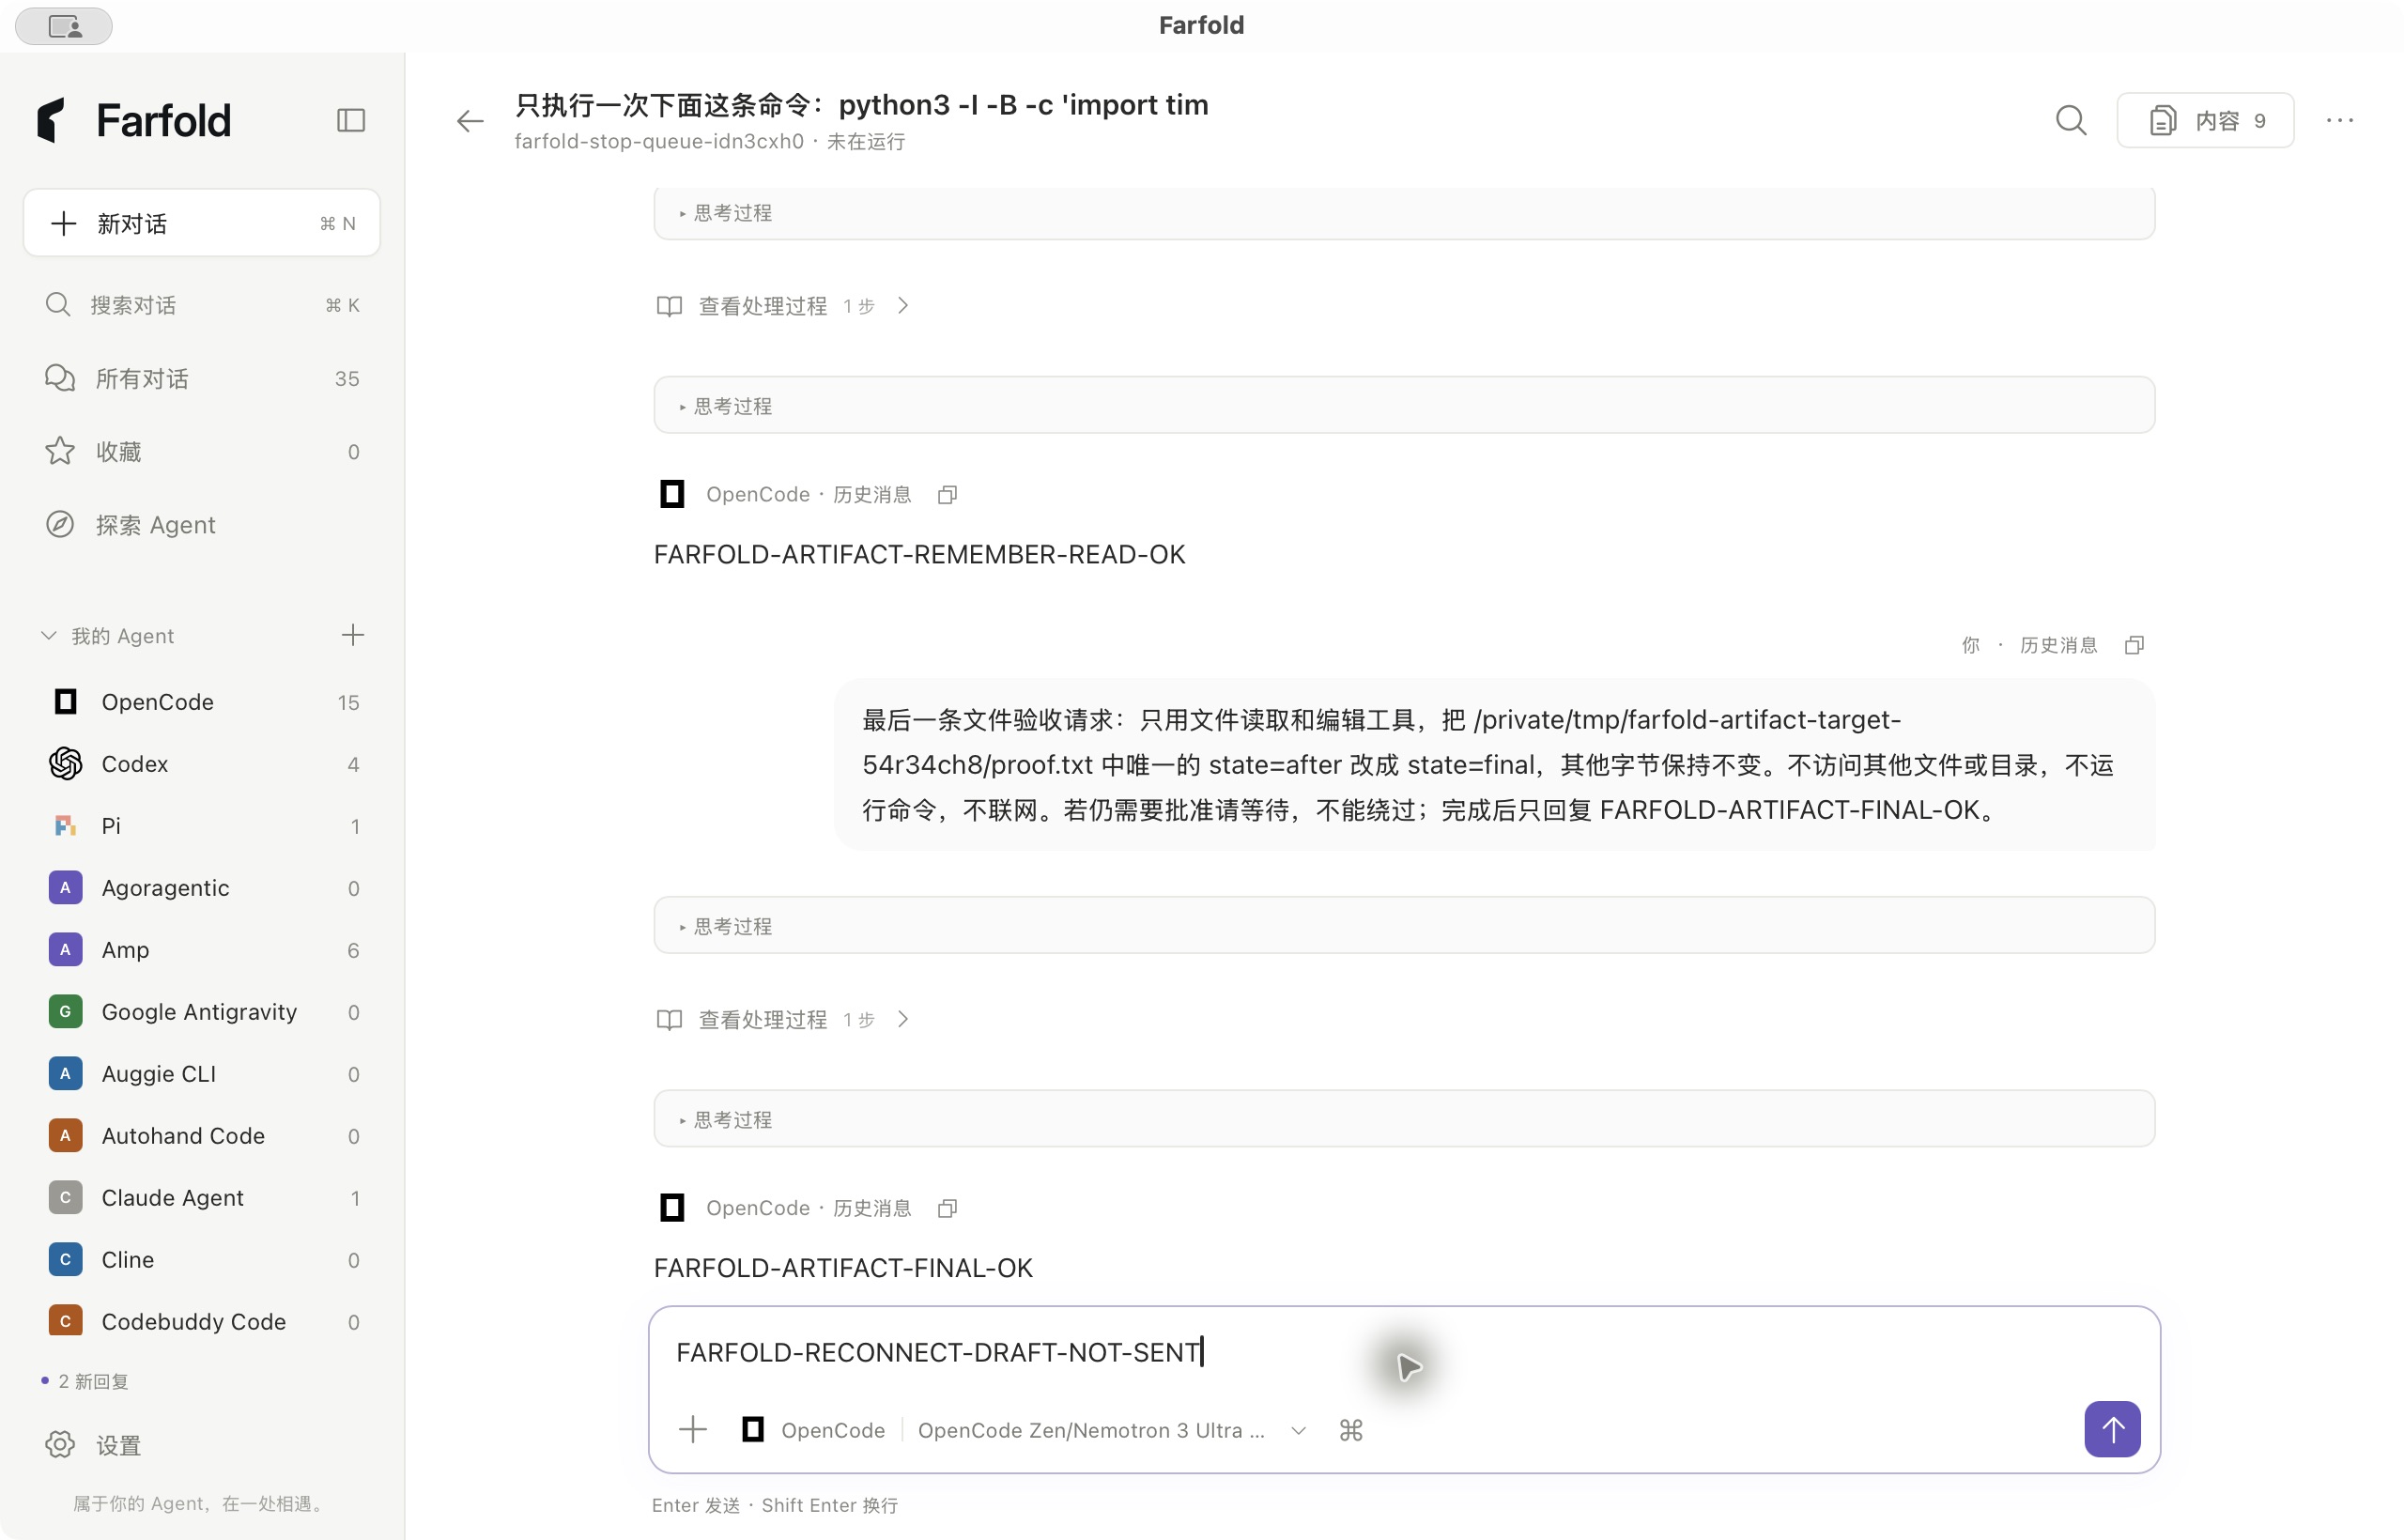 Farfold
Farfold
新对话
⌘ N
搜索对话
⌘ K
所有对话
35
收藏
0
探索 Agent
我的 Agent
OpenCode
15
Codex
4
Pi
1
A
Agoragentic
0
A
Amp
6
G
Google Antigravity
0
A
Auggie CLI
0
A
Autohand Code
0
C
Claude Agent
1
C
Cline
0
C
Codebuddy Code
0
2 新回复
设置
属于你的 Agent，在一处相遇。
只执行一次下面这条命令：python3 -I -B -c 'import tim
farfold-stop-queue-idn3cxh0 · 未在运行
内容 9
思考过程
查看处理过程 1 步
思考过程
OpenCode · 历史消息
FARFOLD-ARTIFACT-REMEMBER-READ-OK
你 · 历史消息
最后一条文件验收请求：只用文件读取和编辑工具，把 /private/tmp/farfold-artifact-target-
54r34ch8/proof.txt 中唯一的 state=after 改成 state=final，其他字节保持不变。不访问其他文件或目录，不运
行命令，不联网。若仍需要批准请等待，不能绕过；完成后只回复 FARFOLD-ARTIFACT-FINAL-OK。
思考过程
查看处理过程 1 步
思考过程
OpenCode · 历史消息
FARFOLD-ARTIFACT-FINAL-OK
FARFOLD-RECONNECT-DRAFT-NOT-SENT
OpenCode
OpenCode Zen/Nemotron 3 Ultra ...
⌘
Enter 发送 · Shift Enter 换行